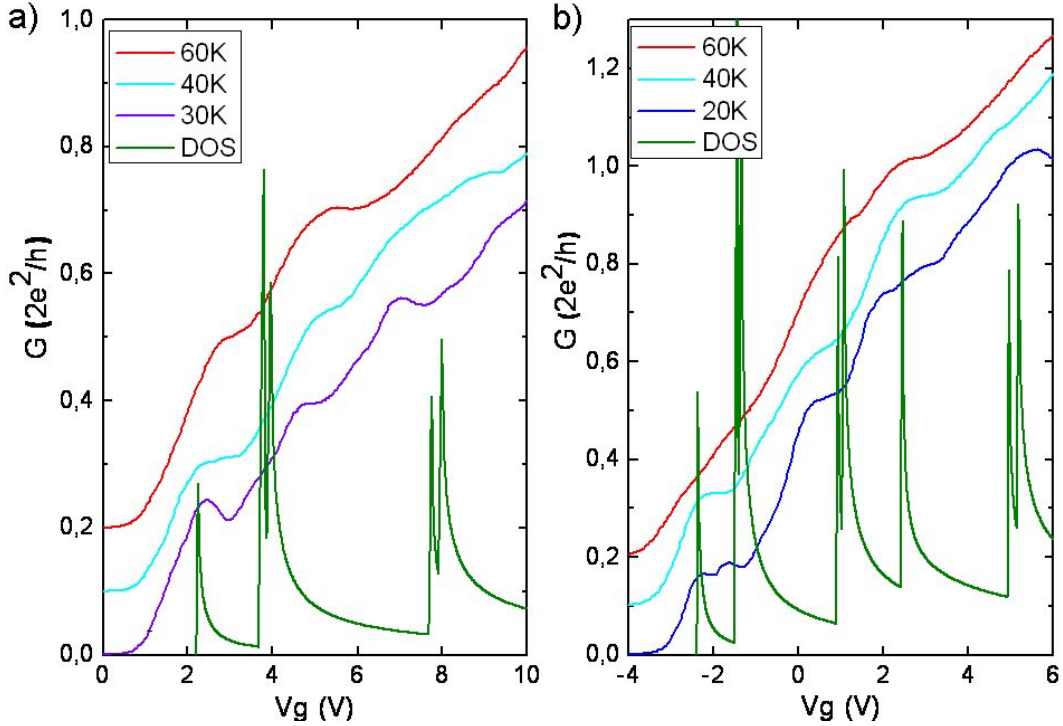 a)
1,0
0,8
0,6
0,4
0,2
0,0
G (2e²/h)
60K
40K
30K
DOS
0 2 4 6 8 10
Vg (V)
b)
1,2
1,0
0,8
0,6
0,4
0,2
0,0
G (2e²/h)
60K
40K
20K
DOS
-4 -2 0 2 4 6
Vg (V)